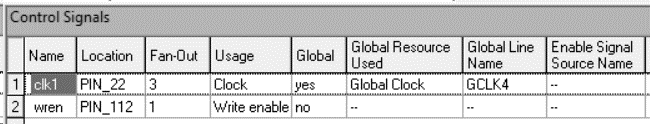 Control Signals
Name Location Fan-Out Usage Global Global Resource Used Global Line Name Enable Signal Source Name
1 clk1 PIN_22 3 Clock yes Global Clock GCLK4 --
2 wren PIN_112 1 Write enable no -- -- --